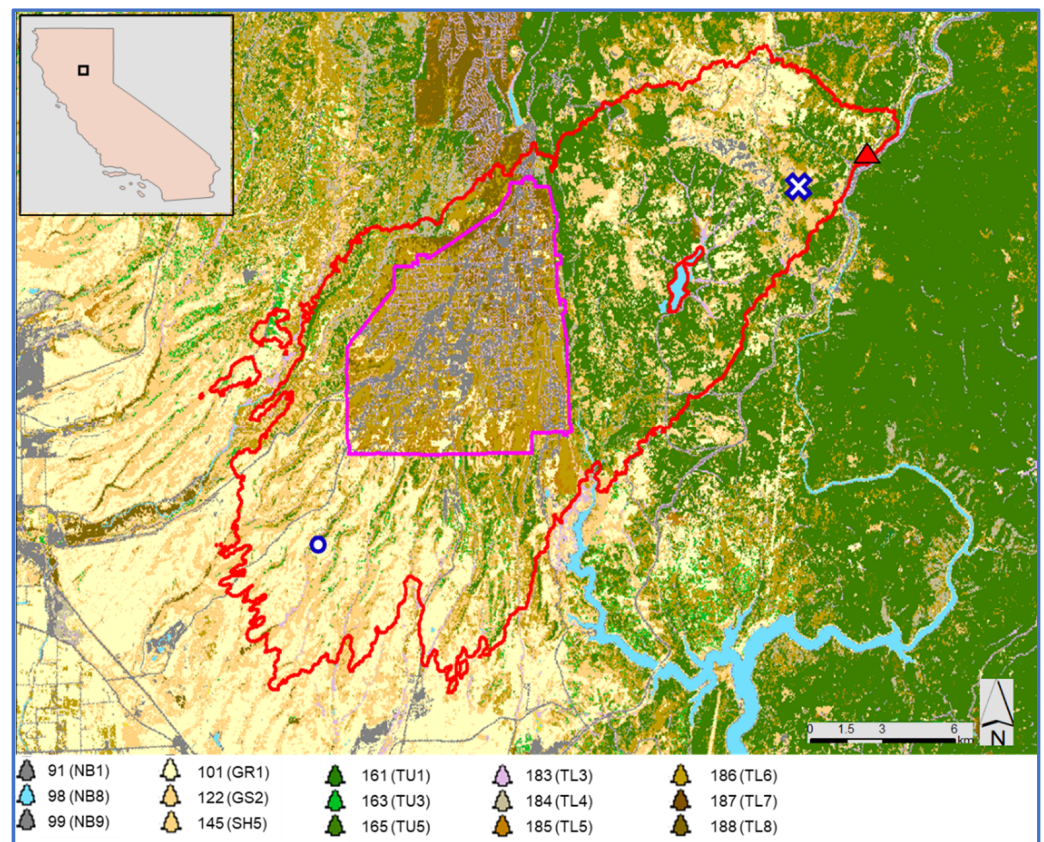 0 1.5 3 6
km
N
91 (NB1) 101 (GR1) 161 (TU1) 183 (TL3) 186 (TL6)
98 (NB8) 122 (GS2) 163 (TU3) 184 (TL4) 187 (TL7)
99 (NB9) 145 (SH5) 165 (TU5) 185 (TL5) 188 (TL8)